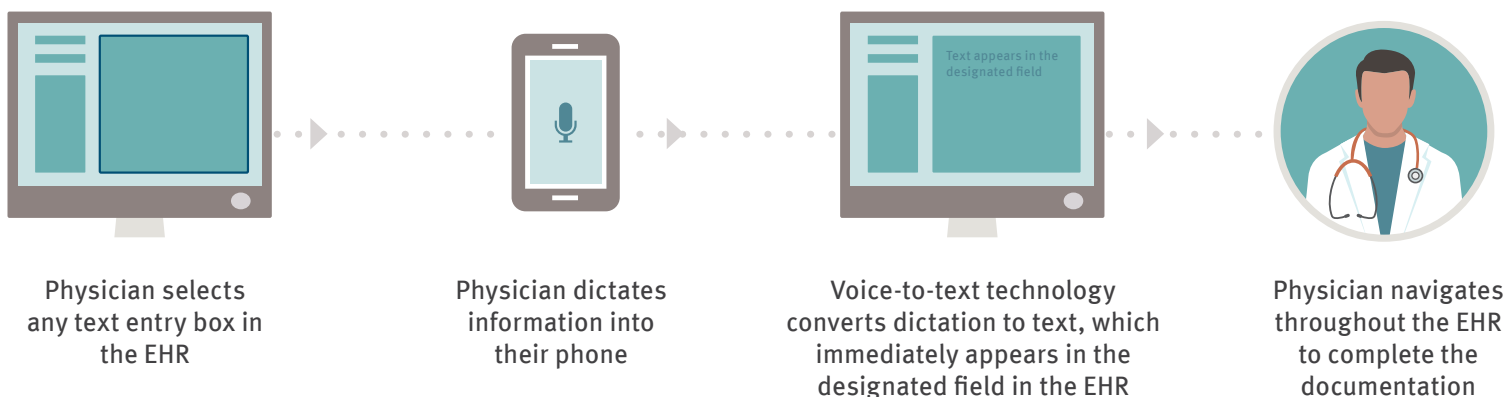 Text appears in the
designated field
Physician selects
any text entry box in
the EHR
Physician dictates
information into
their phone
Voice-to-text technology
converts dictation to text, which
immediately appears in the
designated field in the EHR
Physician navigates
throughout the EHR
to complete the
documentation